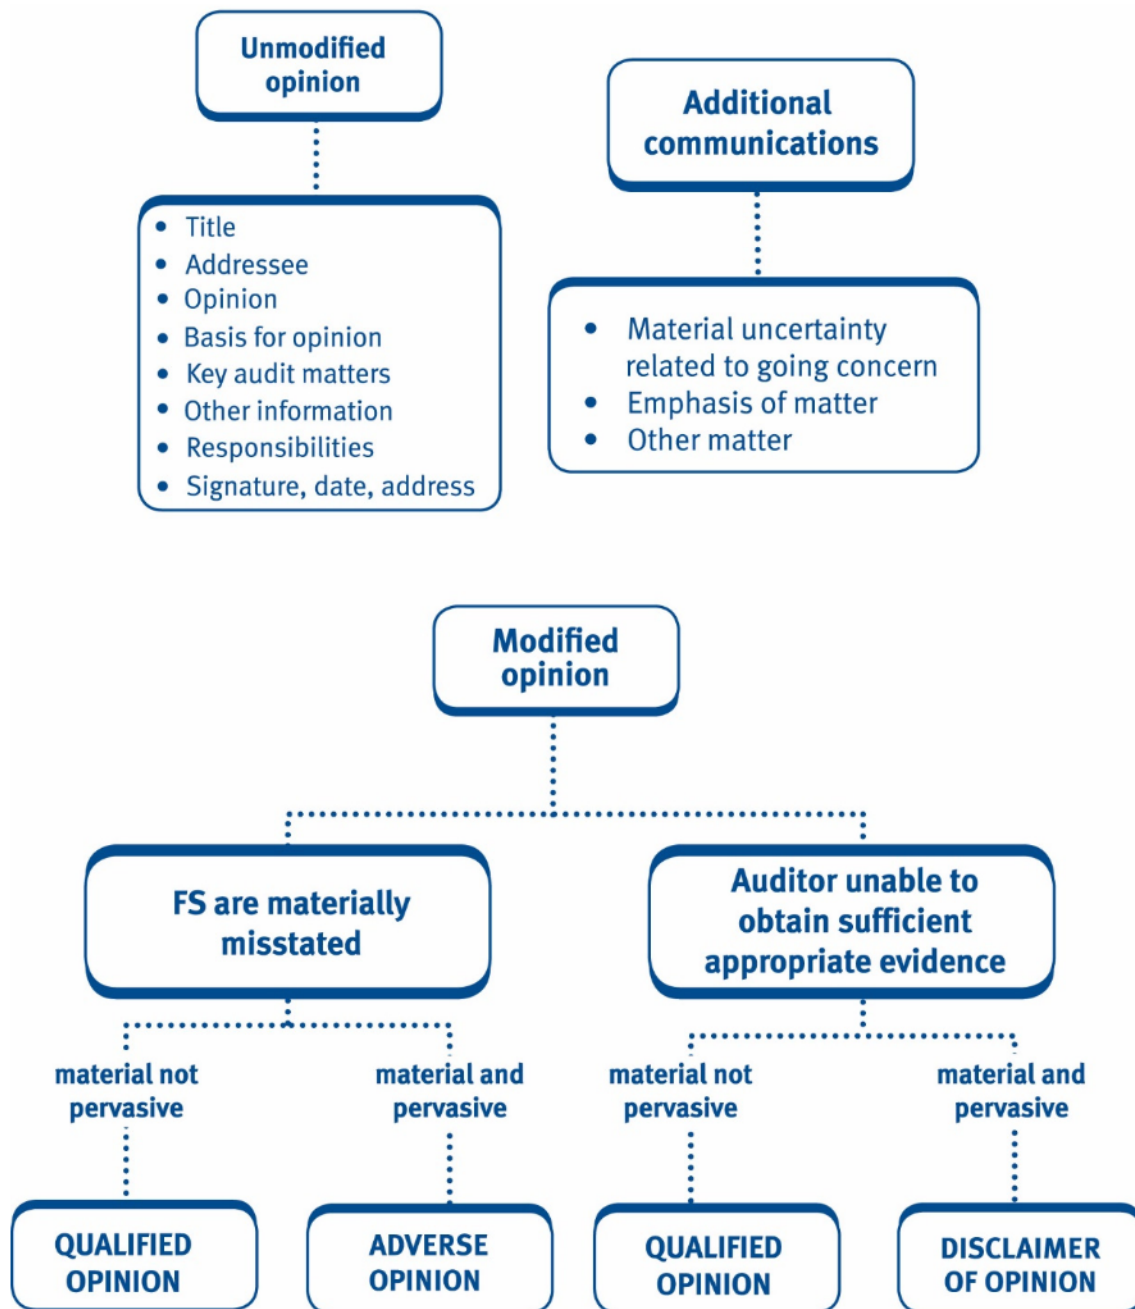 Unmodified
opinion
Additional
communications
• Title
• Addressee
• Opinion
• Basis for opinion
• Key audit matters
• Other information
• Responsibilities
• Signature, date, address
• Material uncertainty
related to going concern
• Emphasis of matter
• Other matter
Modified
opinion
FS are materially
misstated
Auditor unable to
obtain sufficient
appropriate evidence
material not
pervasive
material and
pervasive
material not
pervasive
material and
pervasive
QUALIFIED
OPINION
ADVERSE
OPINION
QUALIFIED
OPINION
DISCLAIMER
OF OPINION